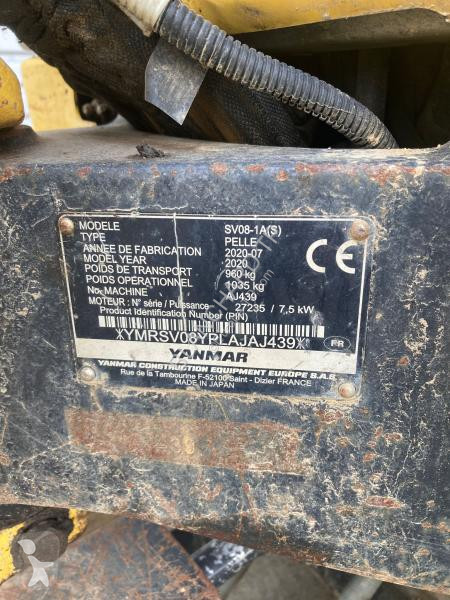 MODELE SV08-1A(S)
TYPE PELLE
ANNEE DE FABRICATION 2020-07
MODEL YEAR 2020
POIDS DE TRANSPORT 960 kg
POIDS OPERATIONNEL 1035 kg
No. MACHINE AJ439
MOTEUR : N° série / Puissance 27235 / 7,5 kW
Product Identification Number (PIN)
YMRSV08YPLAJAJ439
YANMAR
FR
YANMAR CONSTRUCTION EQUIPMENT EUROPE S.A.S.
Rue de la Tambourine F-52100 Saint - Dizier FRANCE
MADE IN JAPAN
CE